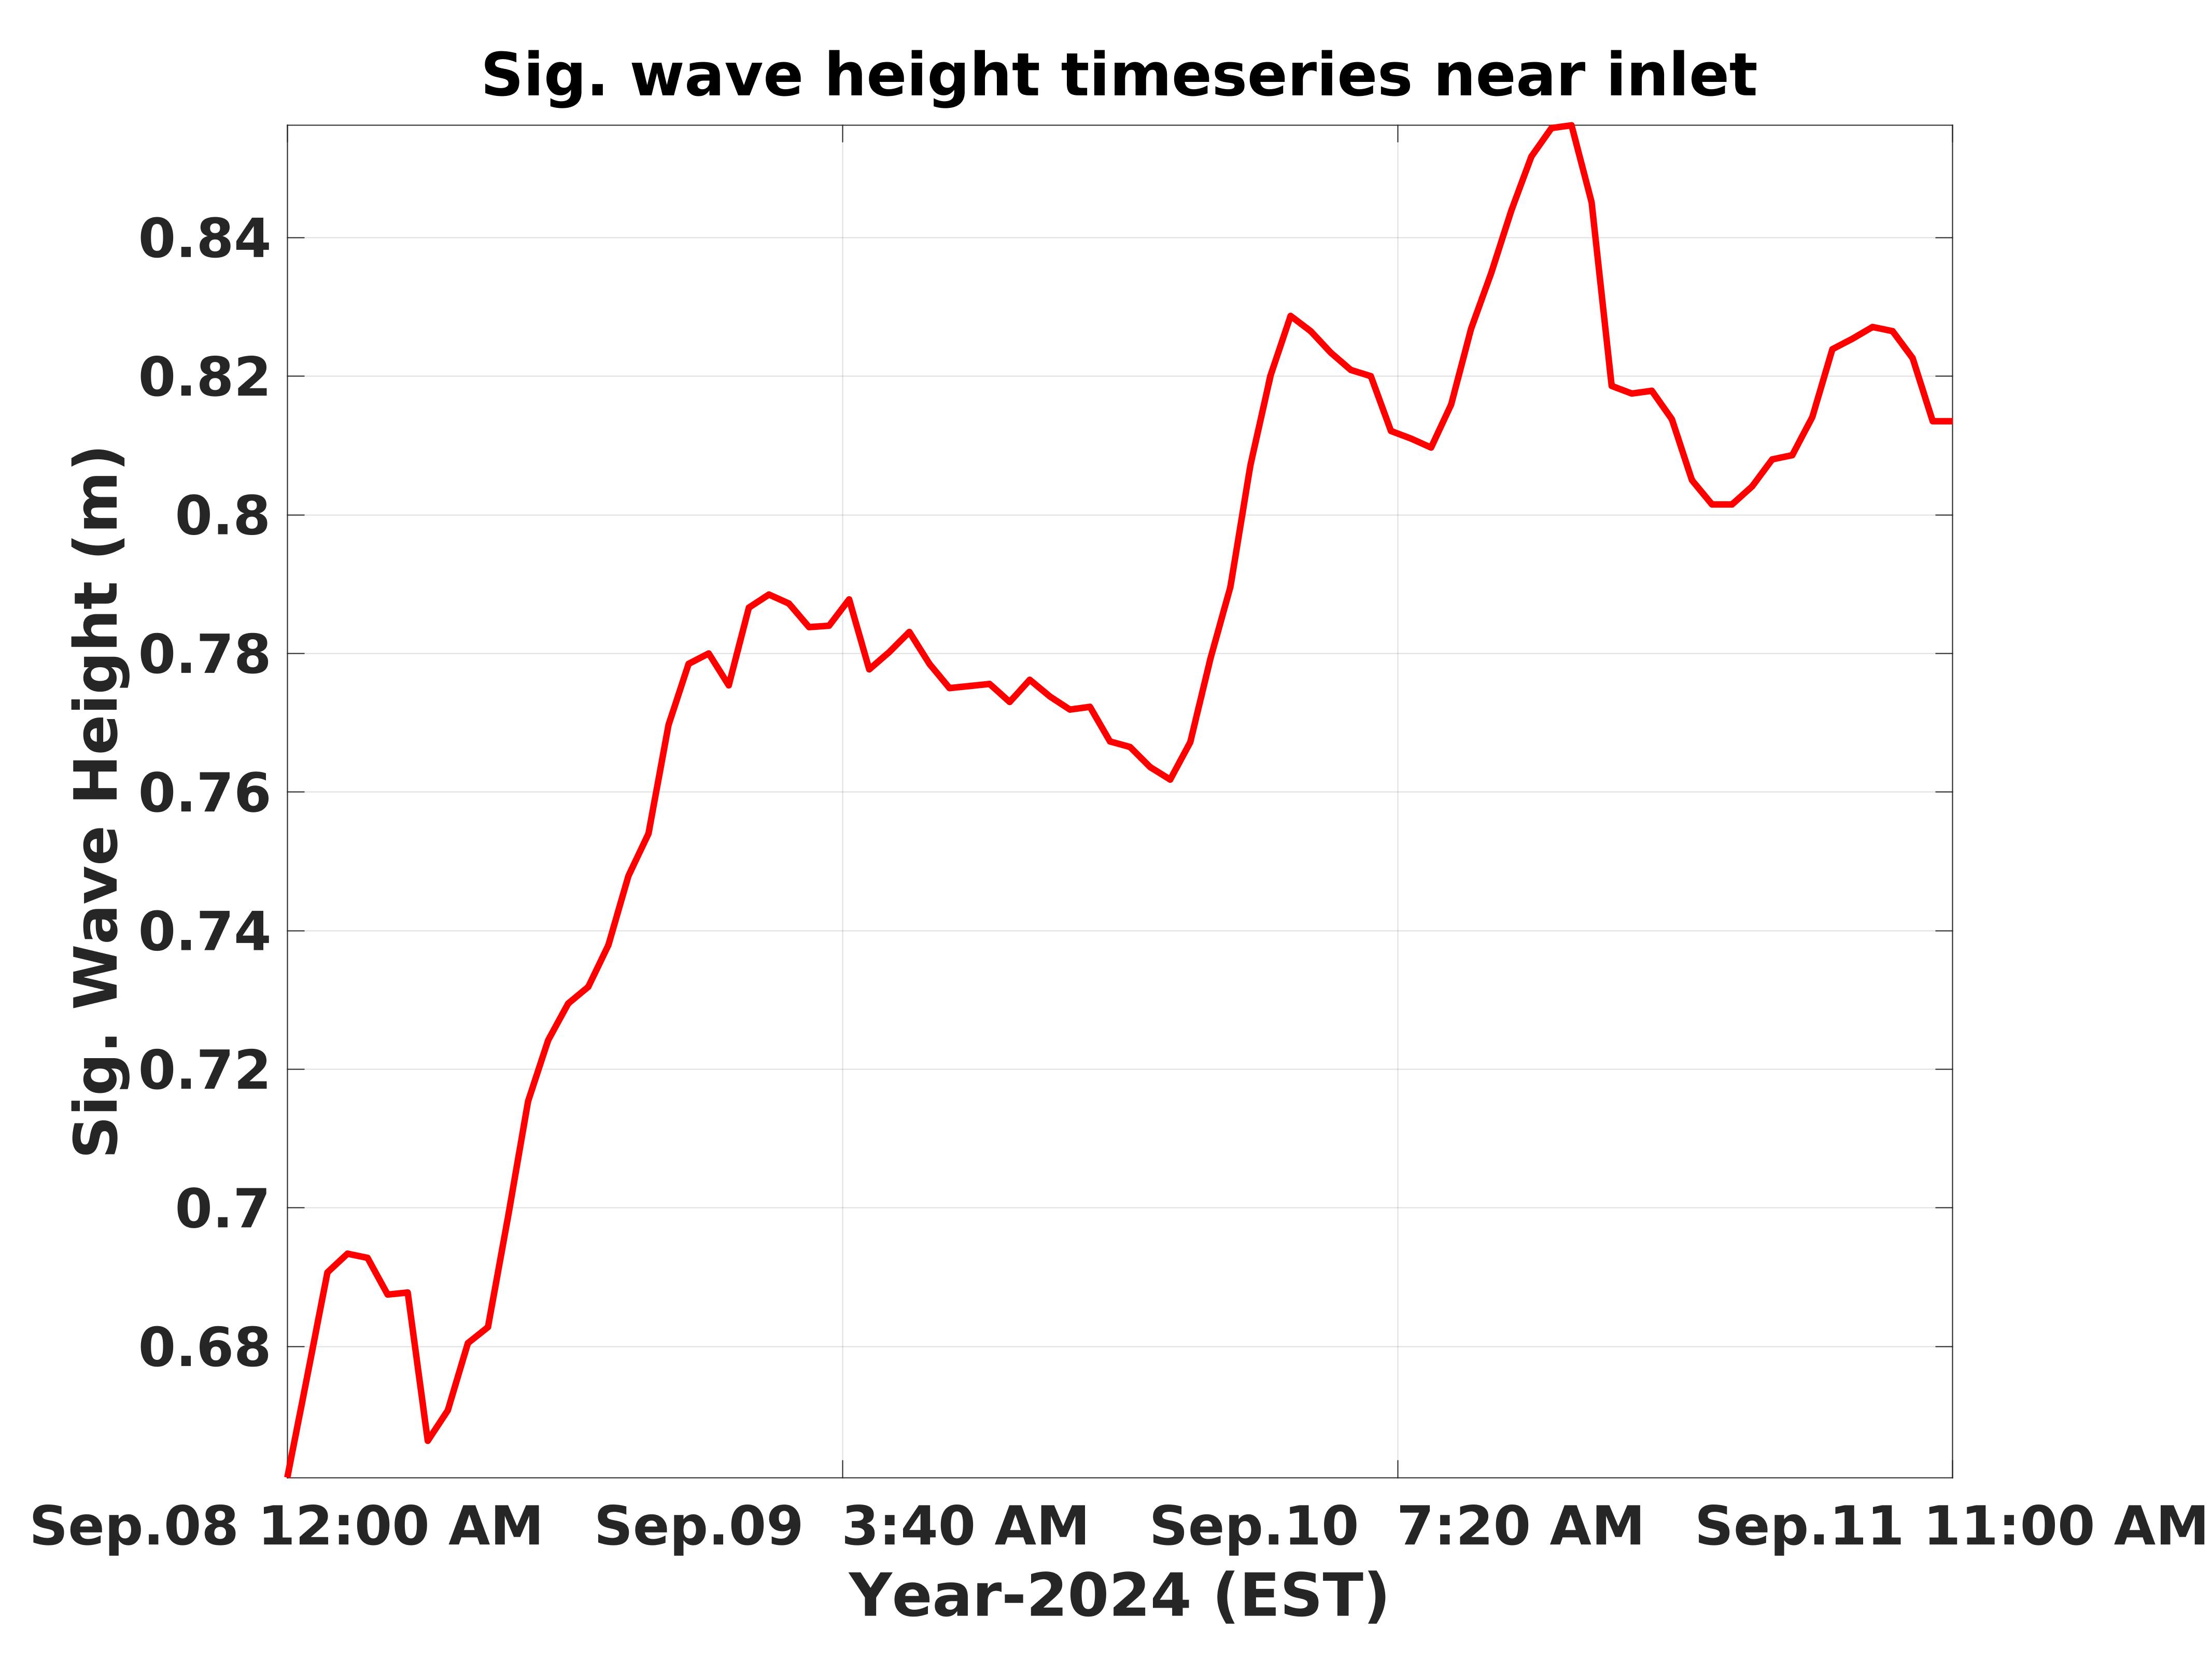 Sig. wave height timeseries near inlet
Sig. Wave Height (m)
0.84
0.82
0.8
0.78
0.76
0.74
0.72
0.7
0.68
Sep.08 12:00 AM Sep.09 3:40 AM Sep.10 7:20 AM Sep.11 11:00 AM
Year-2024 (EST)